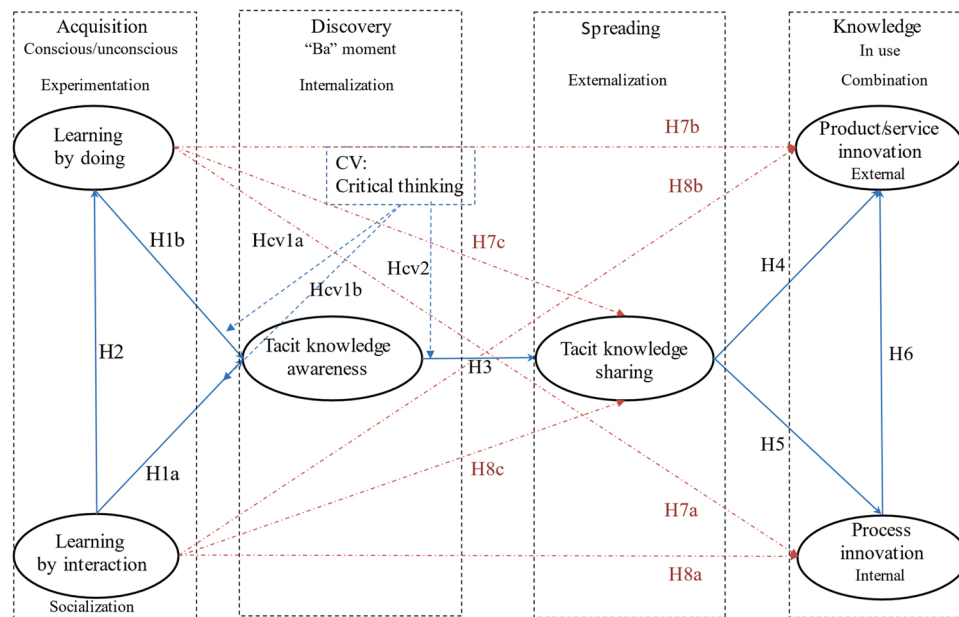 Acquisition
Conscious/unconscious
Experimentation
Learning
by doing
H1b
H2
H1a
Learning
by interaction
Socialization
Discovery
“Ba” moment
Internalization
CV:
Critical thinking
Hcv1a
Hcv1b
Hcv2
Tacit knowledge
awareness
H3
Spreading
Externalization
H7c
Tacit knowledge
sharing
H8c
H7b
H8b
H4
H5
H7a
H8a
Knowledge
In use
Combination
Product/service
innovation
External
H6
Process
innovation
Internal